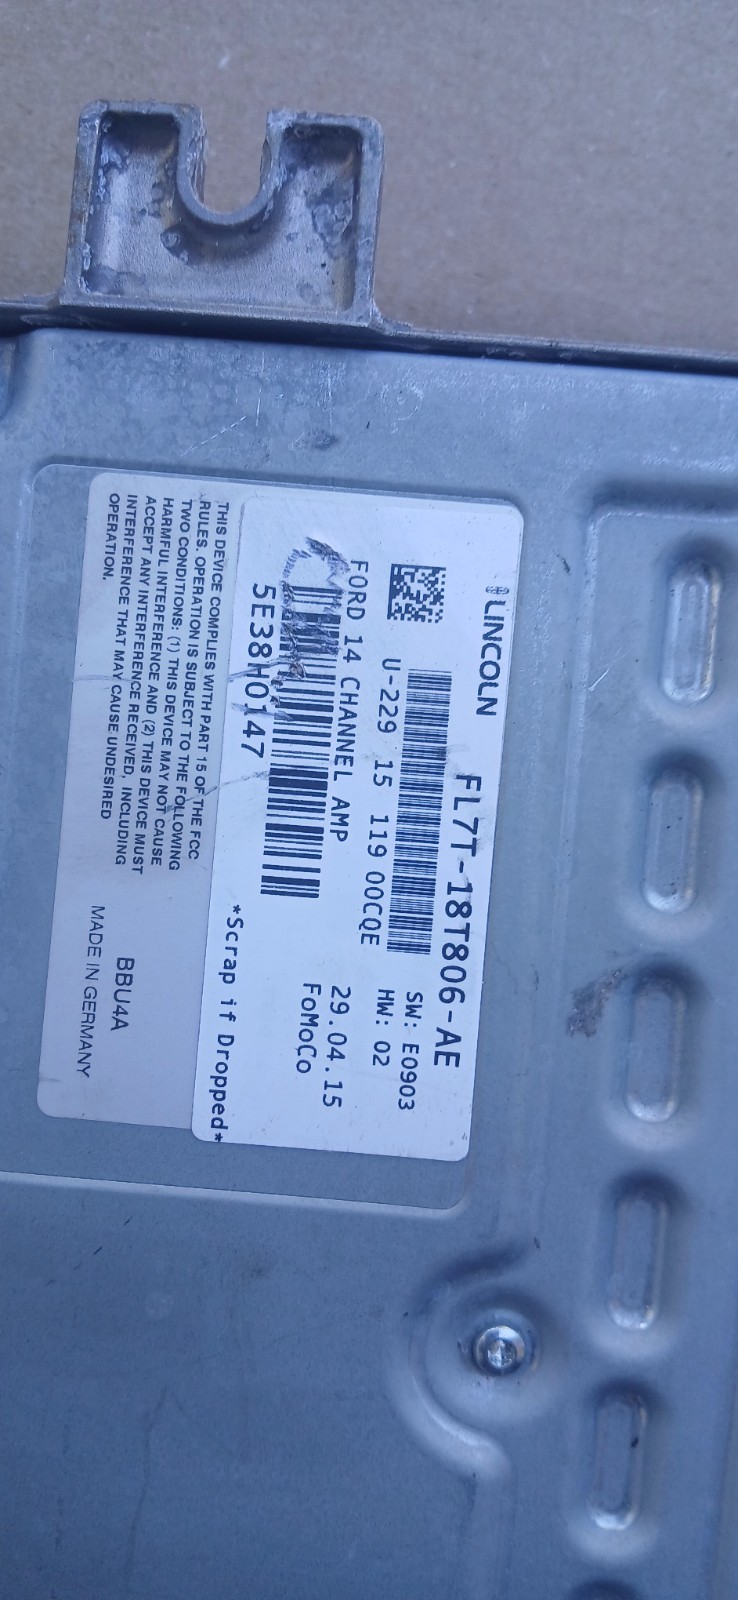 LINCOLN
FL7T-18T806-AE
SW: E0903
U-229 15 119 00CQE
HW: 02
FORD 14 CHANNEL AMP
29.04.15
FoMoCo
5E38H0147
*Scrap if Dropped*
THIS DEVICE COMPLIES WITH PART 15 OF THE FCC
RULES. OPERATION IS SUBJECT TO THE FOLLOWING
TWO CONDITIONS: (1) THIS DEVICE MAY NOT CAUSE
HARMFUL INTERFERENCE AND (2) THIS DEVICE MUST
ACCEPT ANY INTERFERENCE RECEIVED, INCLUDING
INTERFERENCE THAT MAY CAUSE UNDESIRED
OPERATION.
BBU4A
MADE IN GERMANY